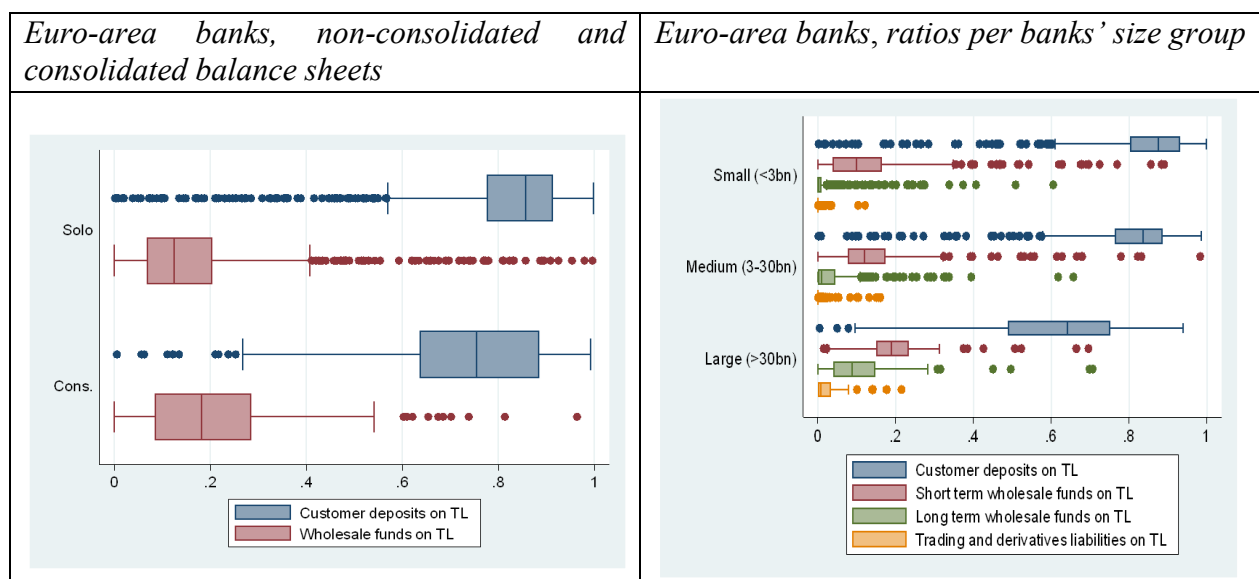 Euro-area banks, non-consolidated and
consolidated balance sheets
Euro-area banks, ratios per banks' size group
Solo
Cons.
0 .2 .4 .6 .8 1
Customer deposits on TL
Wholesale funds on TL
Small (<3bn)
Medium (3-30bn)
Large (>30bn)
0 .2 .4 .6 .8 1
Customer deposits on TL
Short term wholesale funds on TL
Long term wholesale funds on TL
Trading and derivatives liabilities on TL